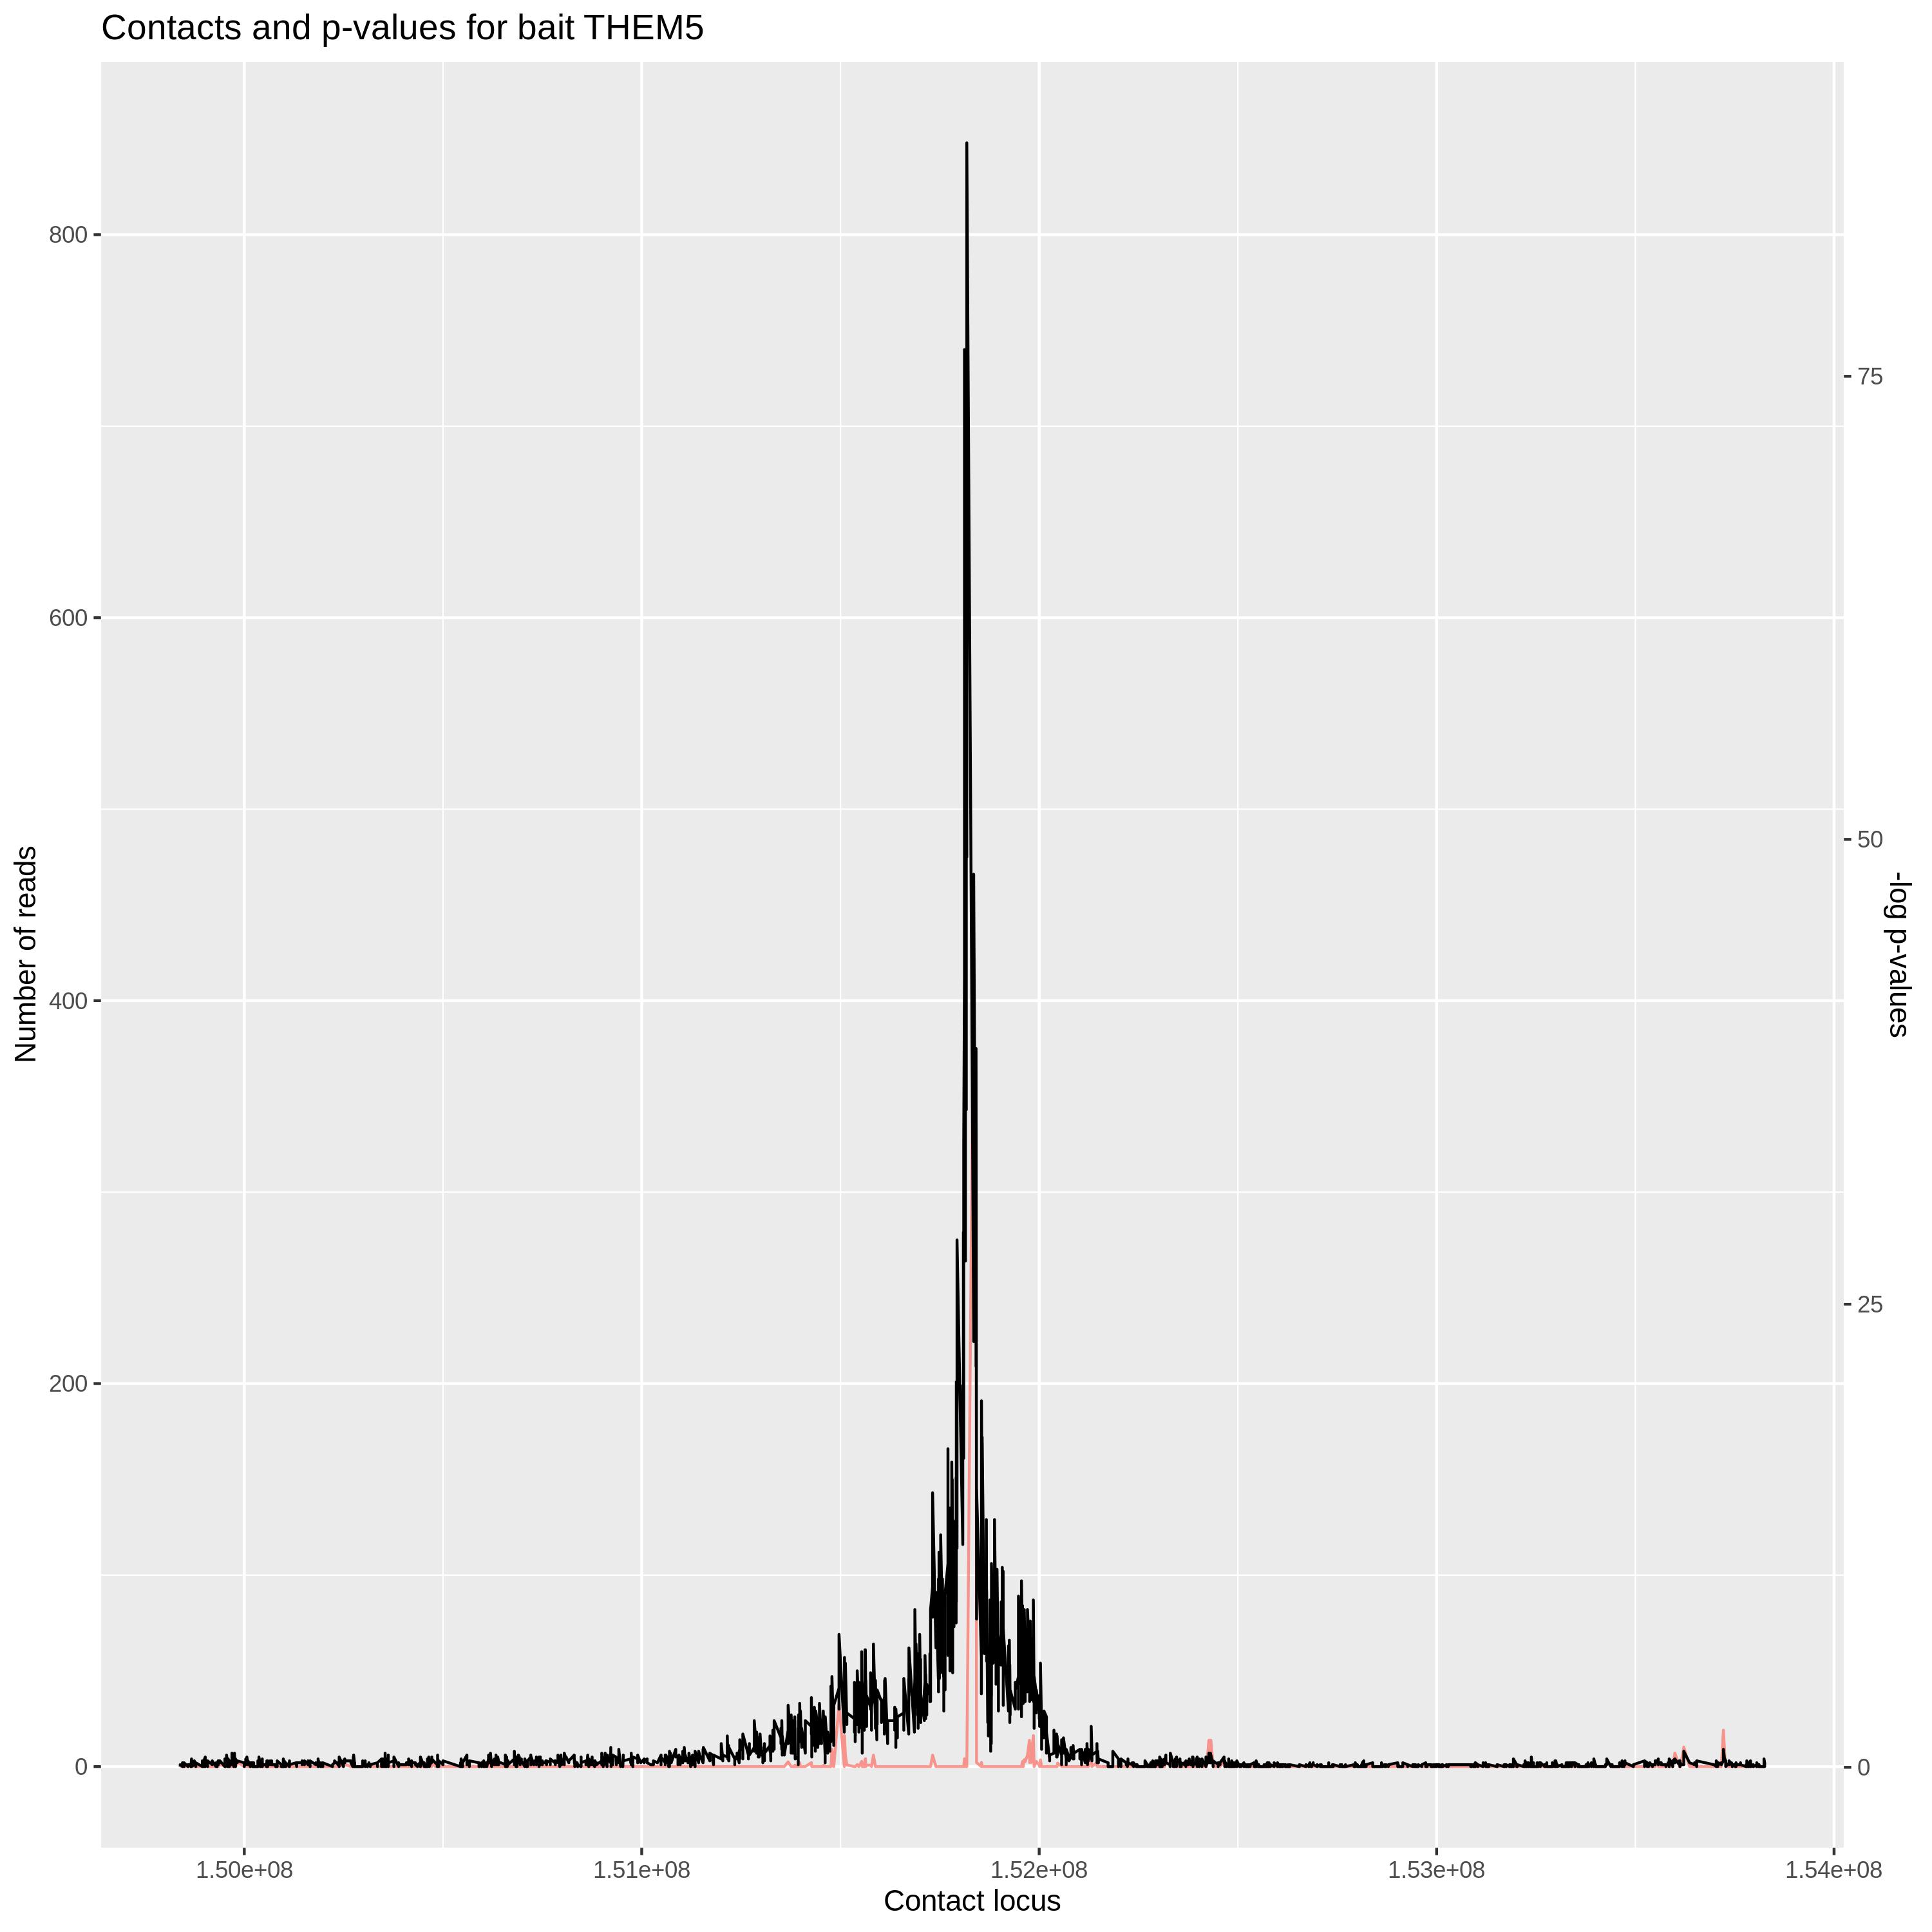 Contacts and p-values for bait THEM5
800
600
400
200
0
Number of reads
75
50
25
0
-log p-values
1.50e+08 1.51e+08 1.52e+08 1.53e+08 1.54e+08
Contact locus